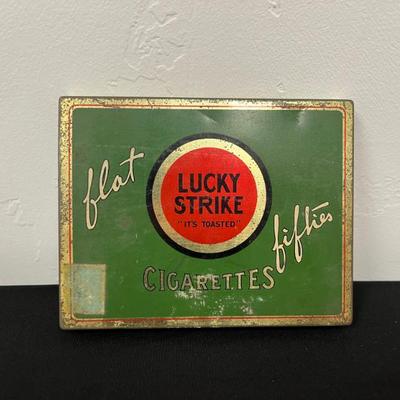 flat
LUCKY
STRIKE
"IT'S TOASTED"
CIGARETTES
fifties